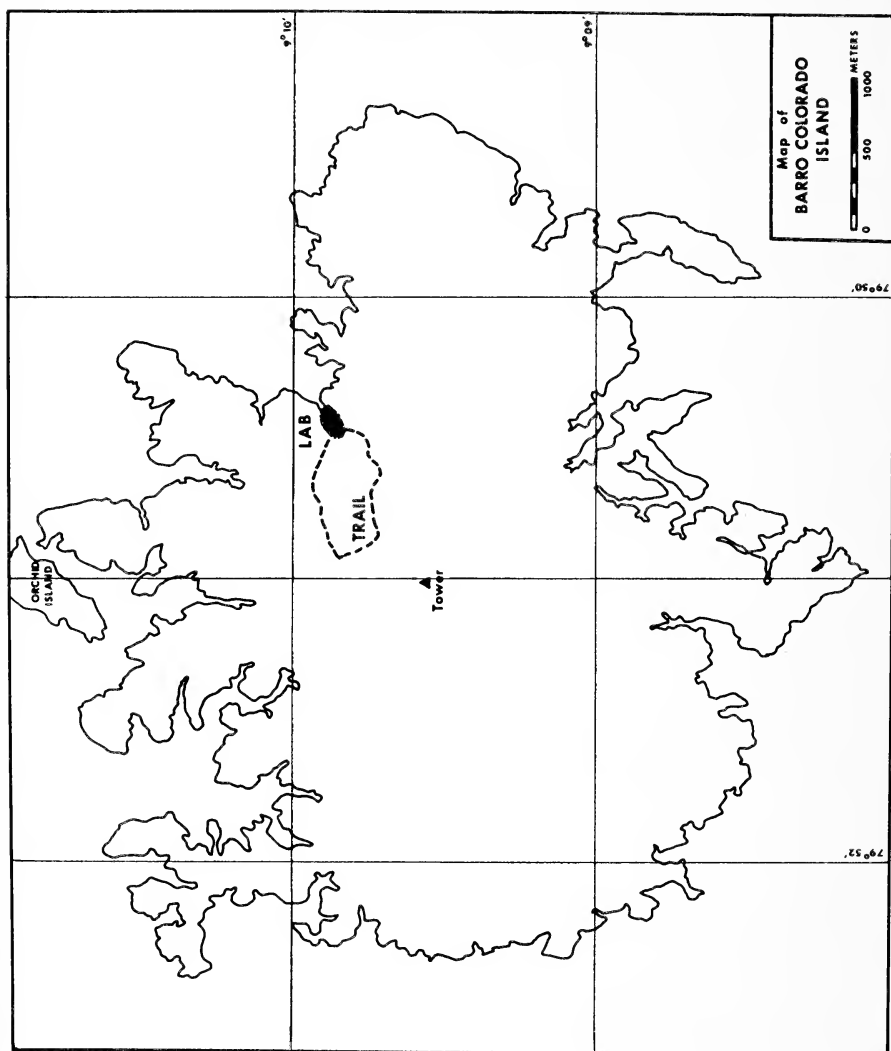 9° 10'
9° 09'
ORCHID
ISLAND
LAB
TRAIL
Tower
79° 50'
79° 52'
Map of
BARRO COLORADO
ISLAND
0 500 1000
METERS